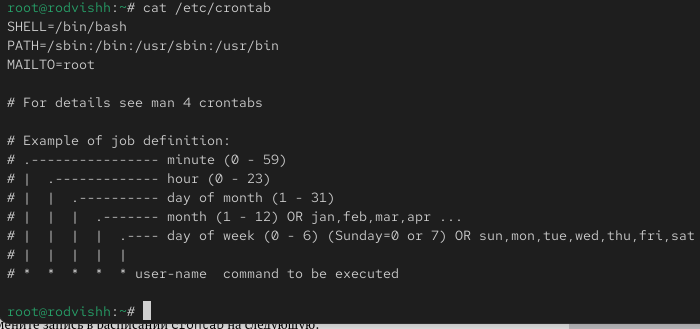 root@rodvishh:~# cat /etc/crontab
SHELL=/bin/bash
PATH=/sbin:/bin:/usr/sbin:/usr/bin
MAILTO=root
# For details see man 4 crontabs
# Example of job definition:
# .---------------- minute (0 - 59)
# |  .------------- hour (0 - 23)
# |  |  .---------- day of month (1 - 31)
# |  |  |  .------- month (1 - 12) OR jan,feb,mar,apr ...
# |  |  |  |  .---- day of week (0 - 6) (Sunday=0 or 7) OR sun,mon,tue,wed,thu,fri,sat
# |  |  |  |  |
# *  *  *  *  * user-name  command to be executed
root@rodvishh:~#
запись в расписании crontab на следующую: